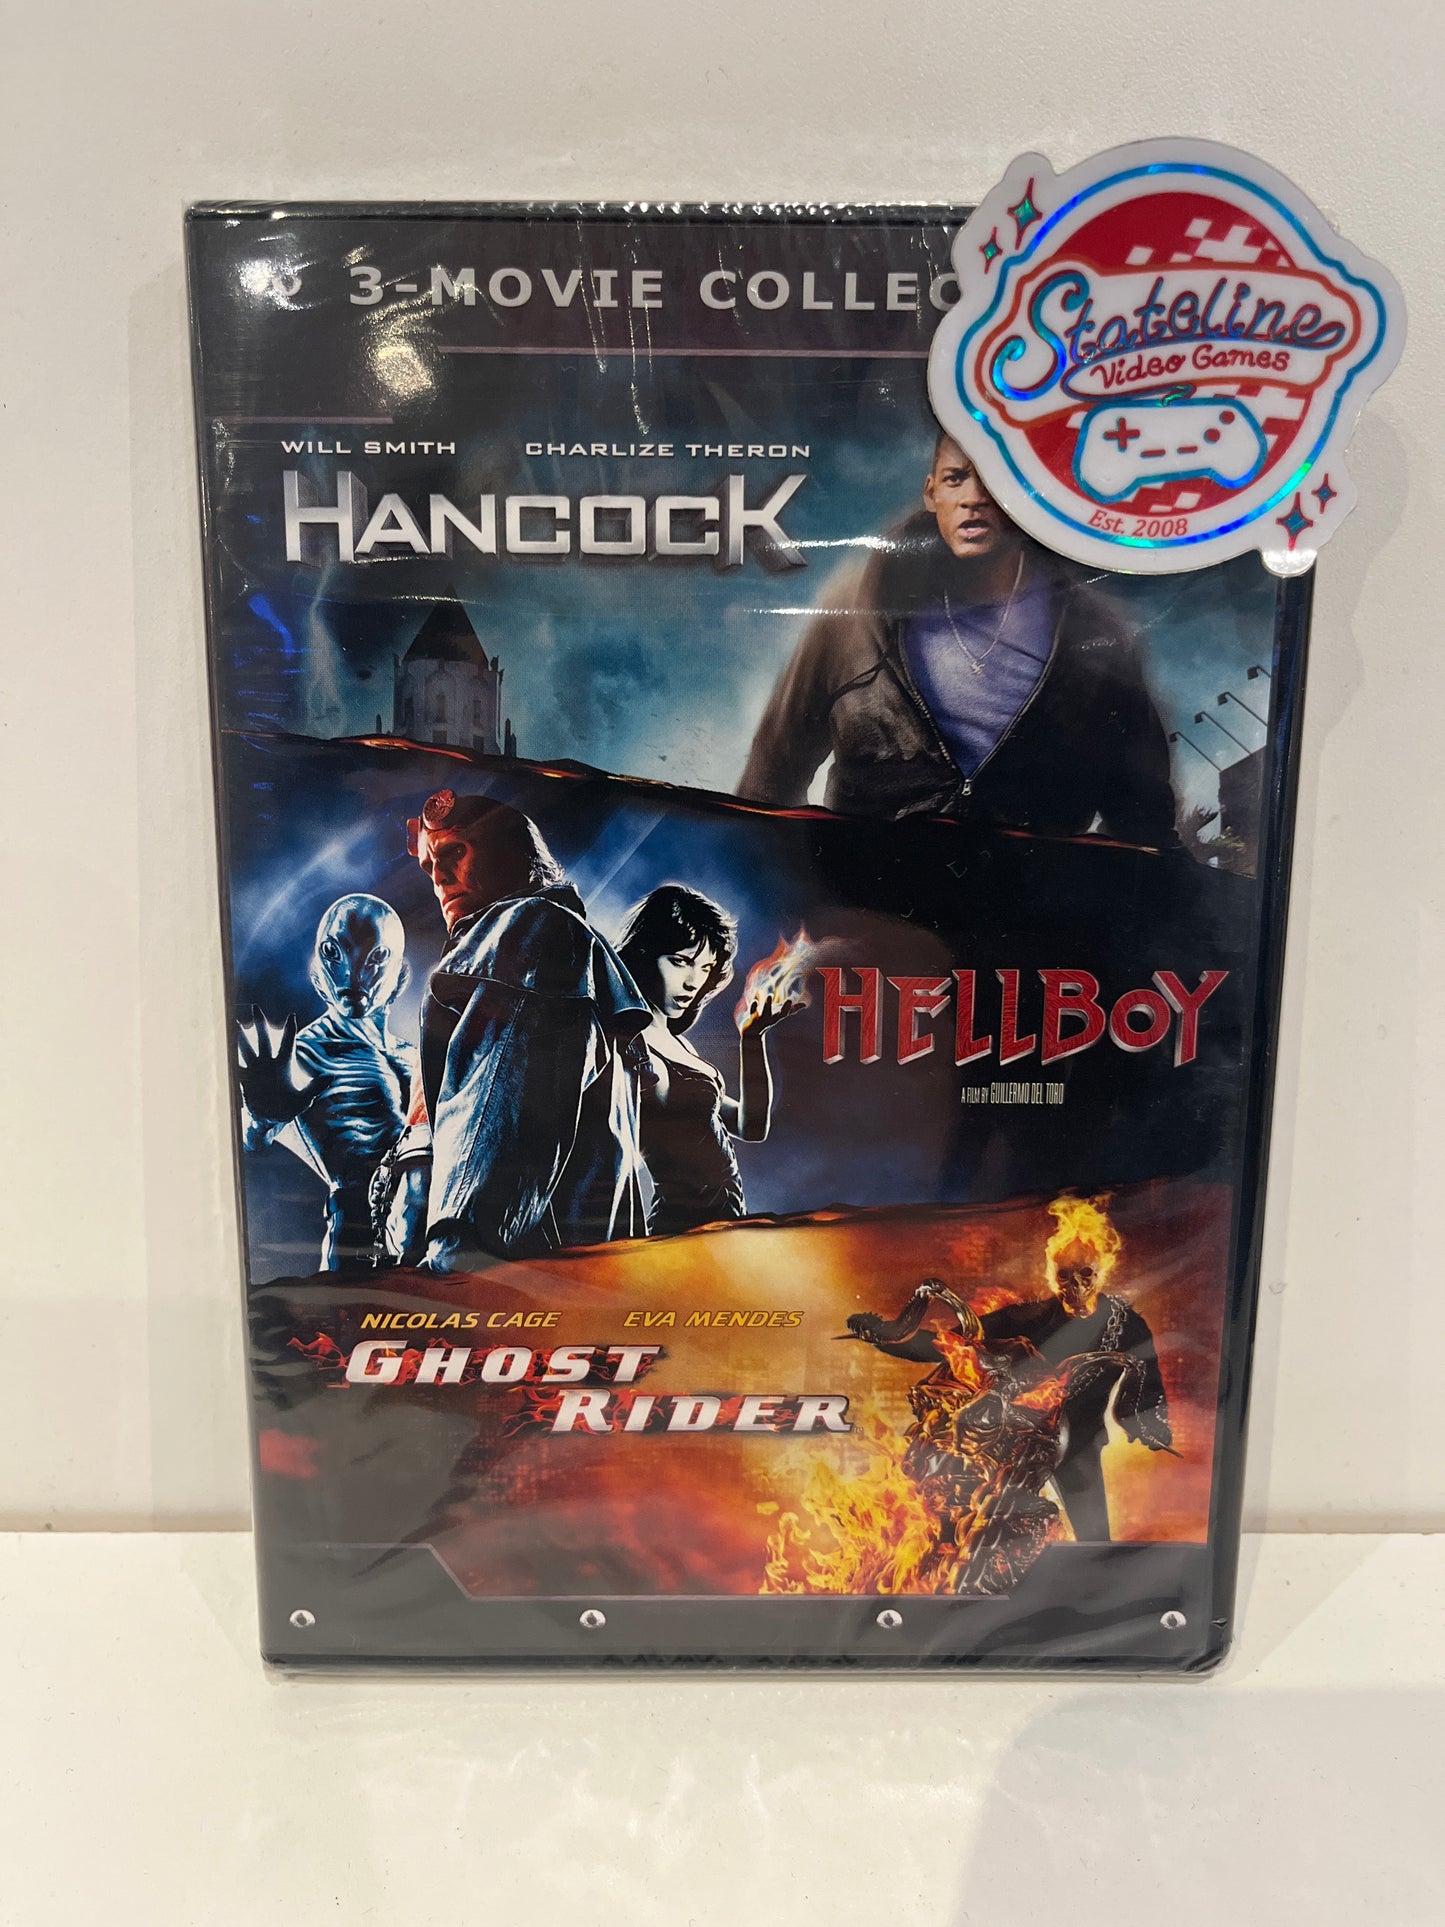 3-MOVIE COLLEC
Stateline
Video Games
Est. 2008
WILL SMITH CHARLIZE THERON
HANCOCK
HELLBOY
A FILM BY GUILLERMO DEL TORO
NICOLAS CAGE EVA MENDES
GHOST
RIDER